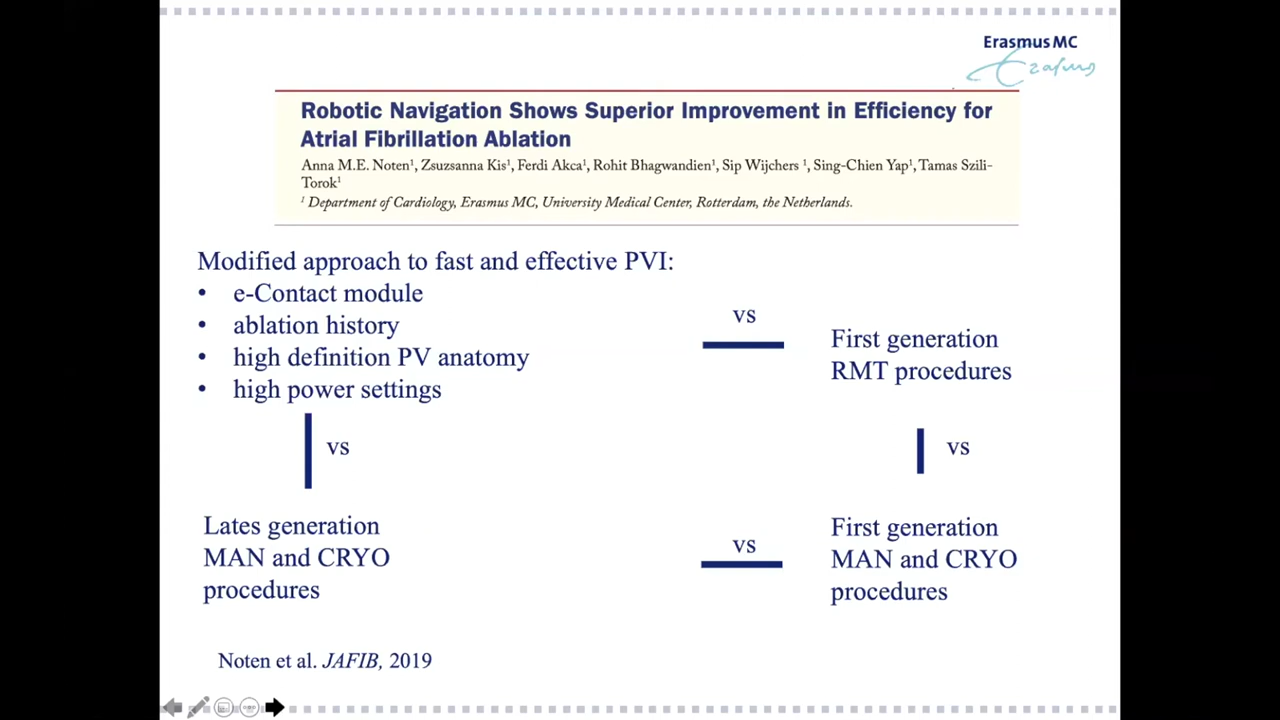 Erasmus MC
Erasmus
Robotic Navigation Shows Superior Improvement in Efficiency for
Atrial Fibrillation Ablation
Anna M.E. Noten¹, Zsuzsanna Kis¹, Ferdi Akca¹, Rohit Bhagwandien¹, Sip Wijchers ¹, Sing-Chien Yap¹, Tamas Szili-
Torok¹
¹ Department of Cardiology, Erasmus MC, University Medical Center, Rotterdam, the Netherlands.
Modified approach to fast and effective PVI:
• e-Contact module
• ablation history
• high definition PV anatomy
• high power settings
vs
First generation
RMT procedures
vs
vs
Lates generation
MAN and CRYO
procedures
vs
First generation
MAN and CRYO
procedures
Noten et al. JAFIB, 2019